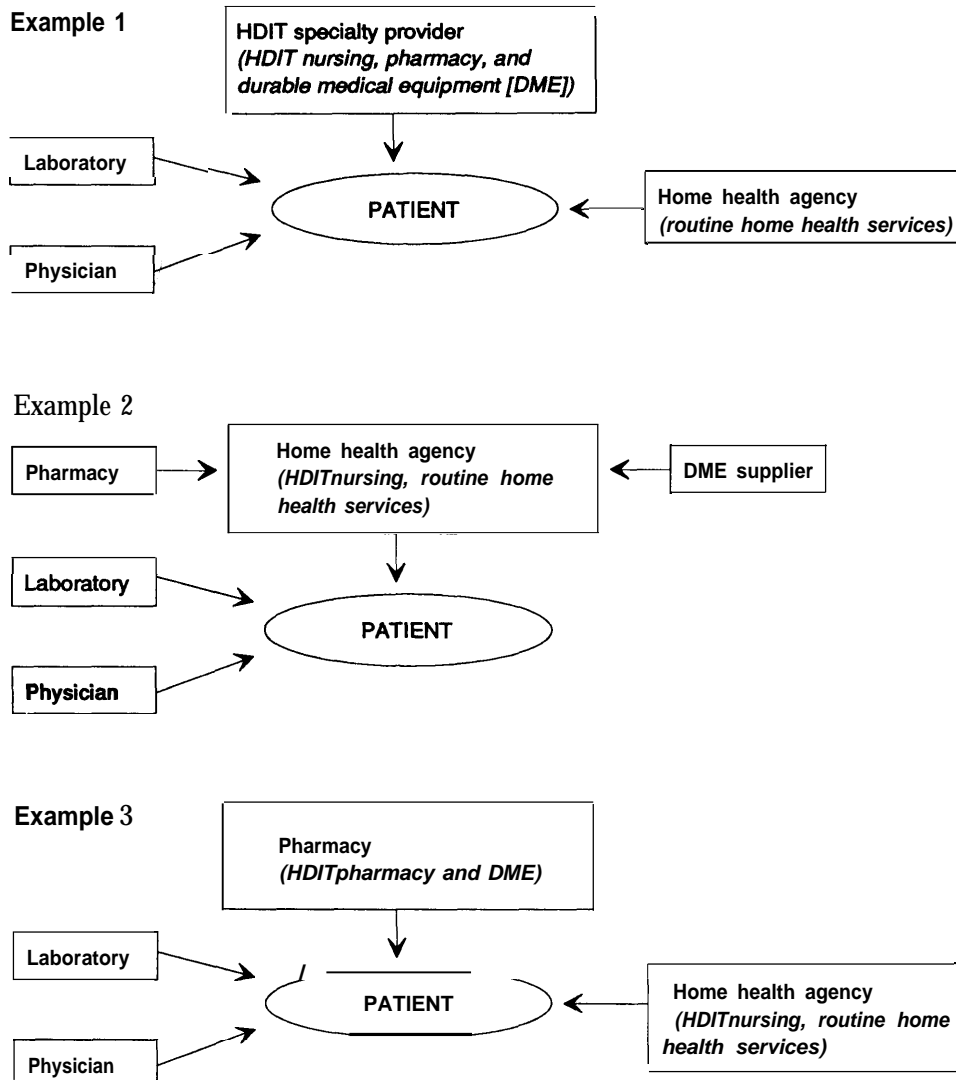 Example 1
HDIT specialty provider
(HDIT nursing, pharmacy, and
durable medical equipment [DME])
Laboratory
PATIENT
Home health agency
(routine home health services)
Physician
Example 2
Pharmacy
Home health agency
(HDITnursing, routine home
health services)
DME supplier
Laboratory
PATIENT
Physician
Example 3
Pharmacy
(HDITpharmacy and DME)
Laboratory
PATIENT
Home health agency
(HDITnursing, routine home
health services)
Physician